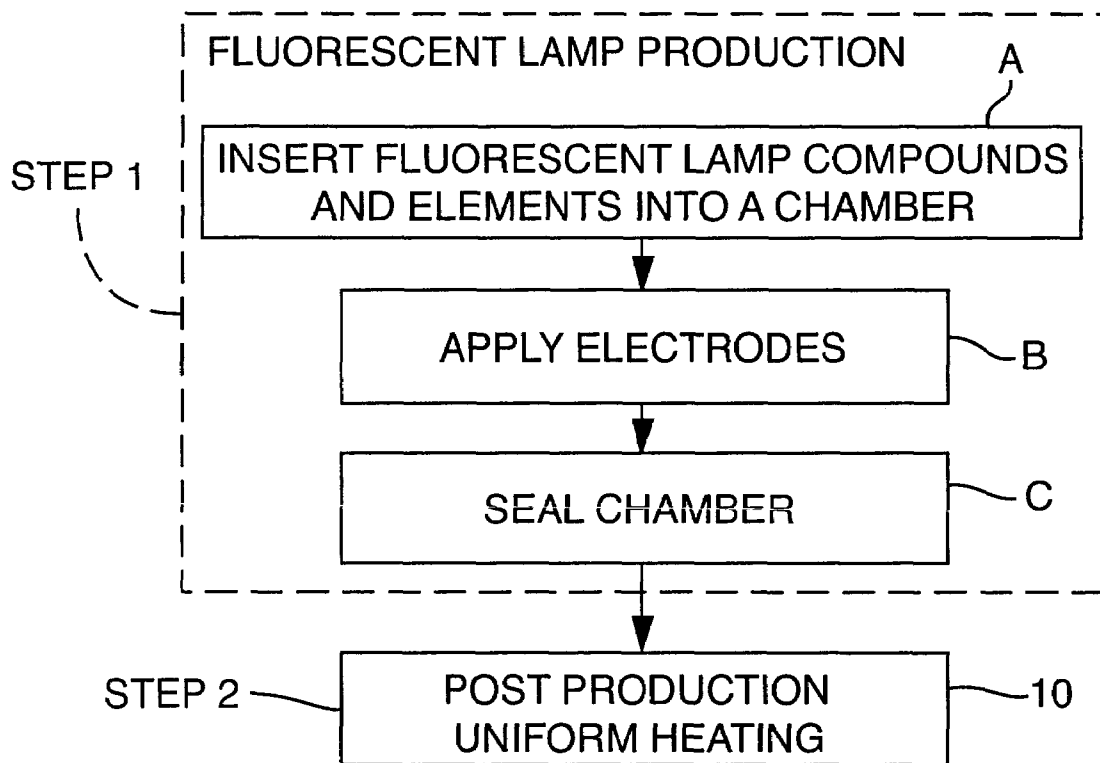 FLUORESCENT LAMP PRODUCTION
A
INSERT FLUORESCENT LAMP COMPOUNDS
AND ELEMENTS INTO A CHAMBER
STEP 1
APPLY ELECTRODES
B
SEAL CHAMBER
C
STEP 2
POST PRODUCTION
UNIFORM HEATING
10